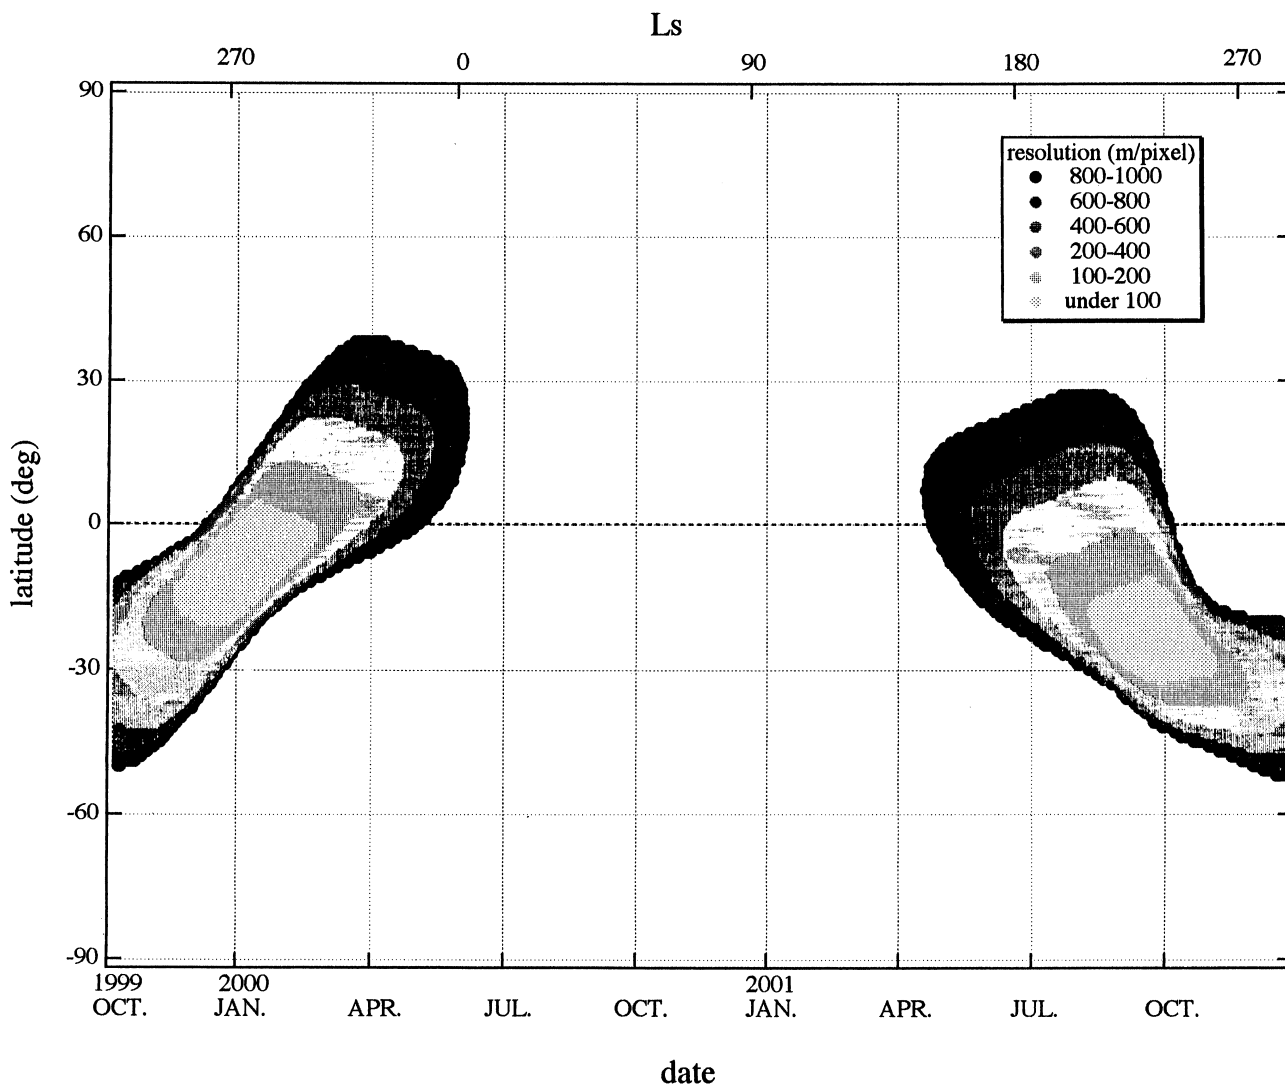 Ls
270 0 90 180 270
90
60
30
0
-30
-60
-90
latitude (deg)
resolution (m/pixel)
800-1000
600-800
400-600
200-400
100-200
under 100
1999 2000 2001
OCT. JAN. APR. JUL. OCT. JAN. APR. JUL. OCT.
date